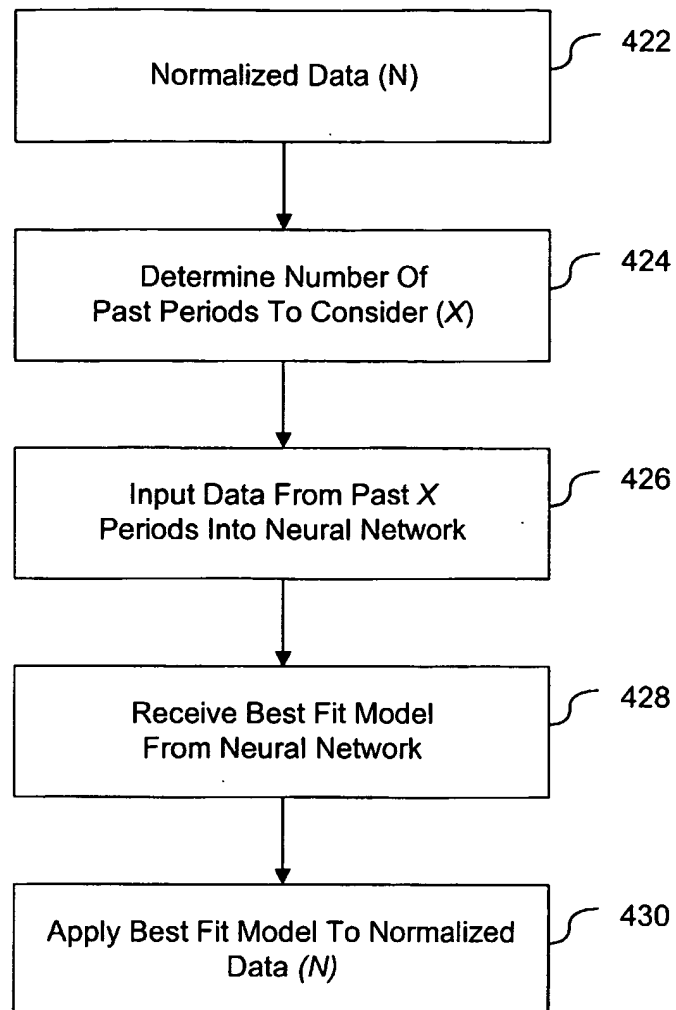 Normalized Data (N)
422
Determine Number Of
Past Periods To Consider (X)
424
Input Data From Past X
Periods Into Neural Network
426
Receive Best Fit Model
From Neural Network
428
Apply Best Fit Model To Normalized
Data (N)
430